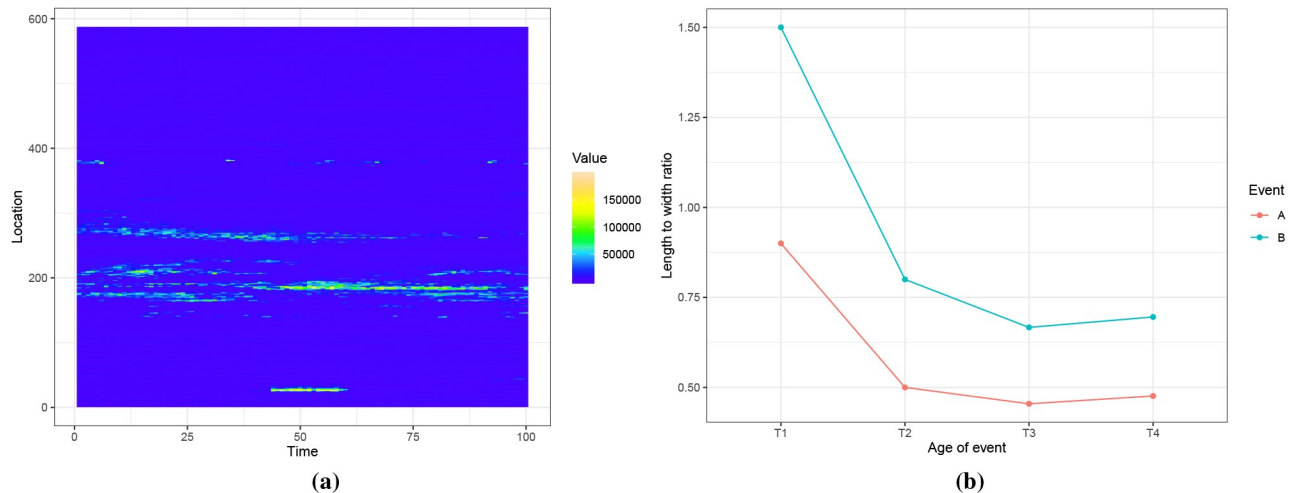 600
400
200
0
Location
0
25
50
75
100
Time
Value
150000
100000
50000
(a)
1.50
1.25
1.00
0.75
0.50
Length to width ratio
T1
T2
T3
T4
Age of event
Event
A
B
(b)